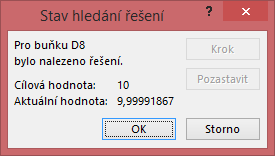 Stav hledání řešení
?
Pro buňku D8
bylo nalezeno řešení.
Krok
Pozastavit
Cílová hodnota: 10
Aktuální hodnota: 9,99991867
OK
Storno